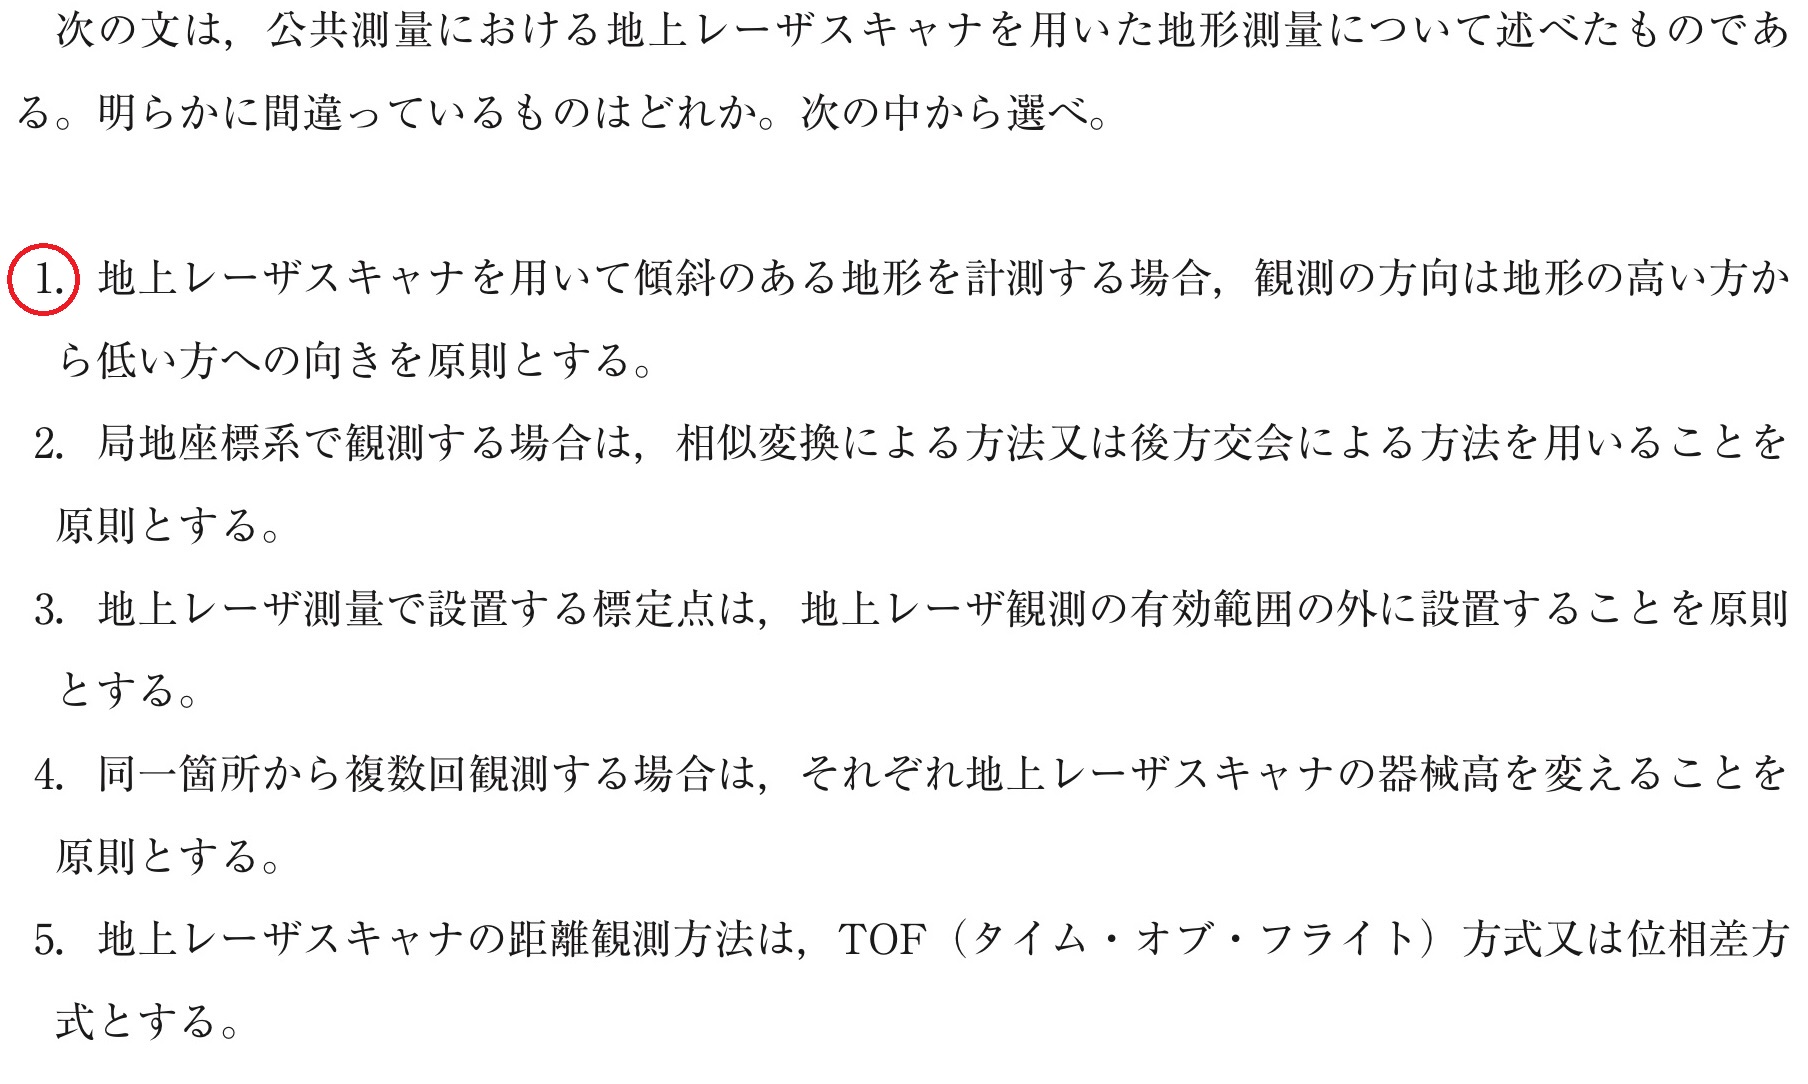 次の文は，公共測量における地上レーザスキャナを用いた地形測量について述べたものであ
る。明らかに間違っているものはどれか。次の中から選べ。
1．地上レーザスキャナを用いて傾斜のある地形を計測する場合，観測の方向は地形の高い方か
ら低い方への向きを原則とする。
2．局地座標系で観測する場合は，相似変換による方法又は後方交会による方法を用いることを
原則とする。
3．地上レーザ測量で設置する標定点は，地上レーザ観測の有効範囲の外に設置することを原則
とする。
4．同一箇所から複数回観測する場合は，それぞれ地上レーザスキャナの器械高を変えることを
原則とする。
5．地上レーザスキャナの距離観測方法は，TOF（タイム・オブ・フライト）方式又は位相差方
式とする。